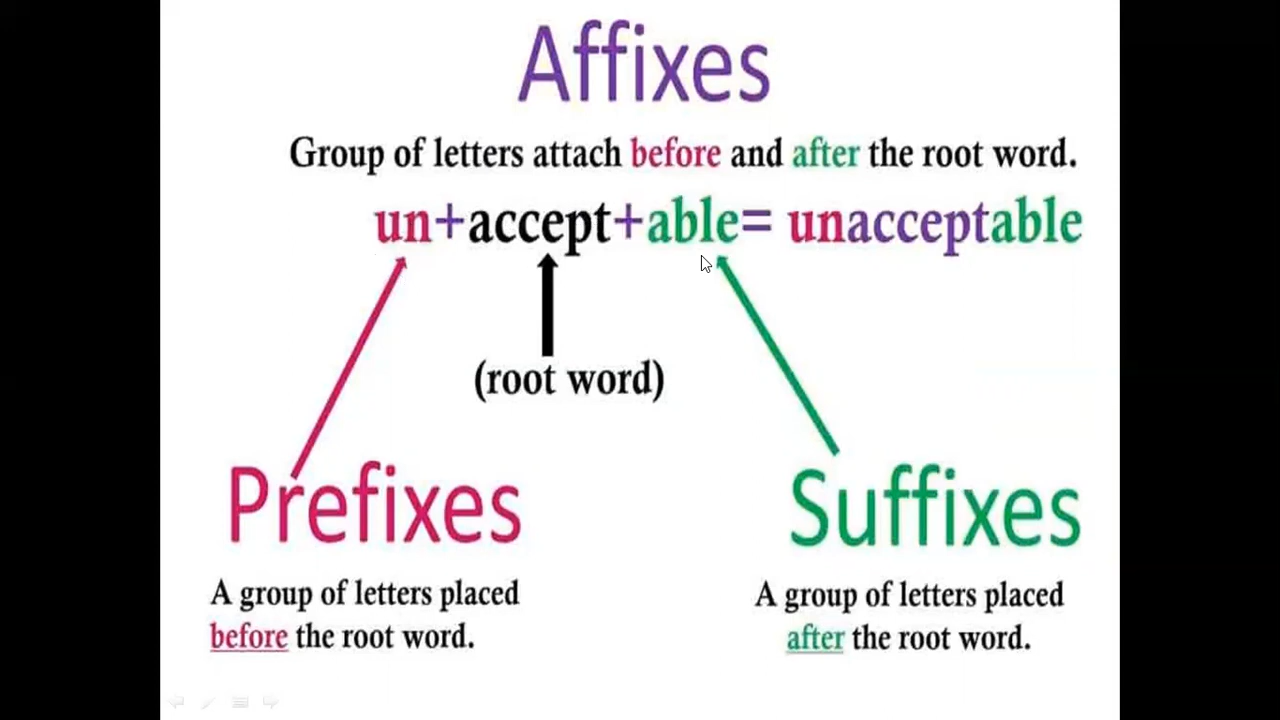 Affixes
Group of letters attach before and after the root word.
un+accept+able= unacceptable
(root word)
Prefixes
Suffixes
A group of letters placed
before the root word.
A group of letters placed
after the root word.